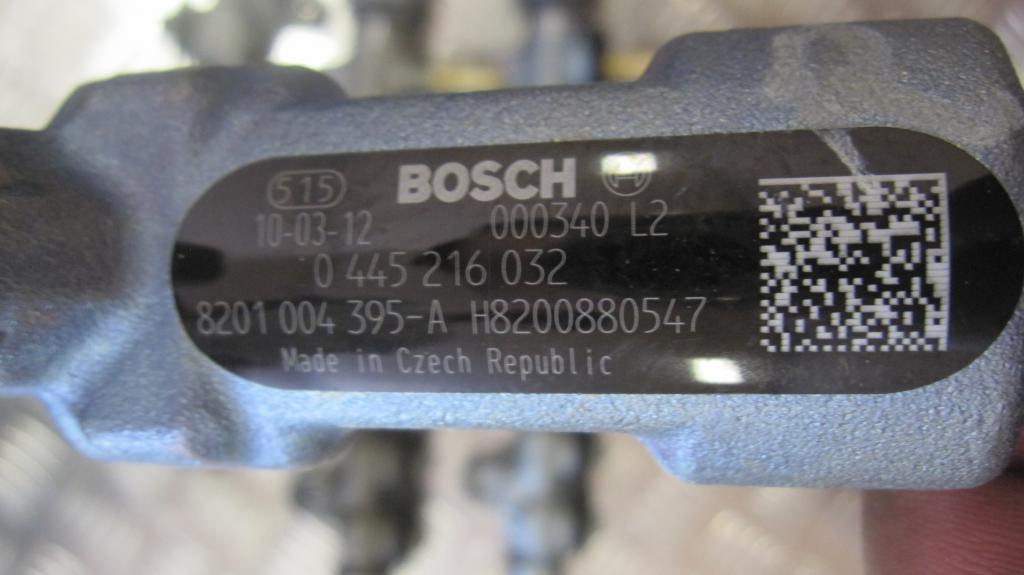 515 BOSCH
10-03-12 000340 L2
0 445 216 032
8201 004 395-A H8200880547
Made in Czech Republic